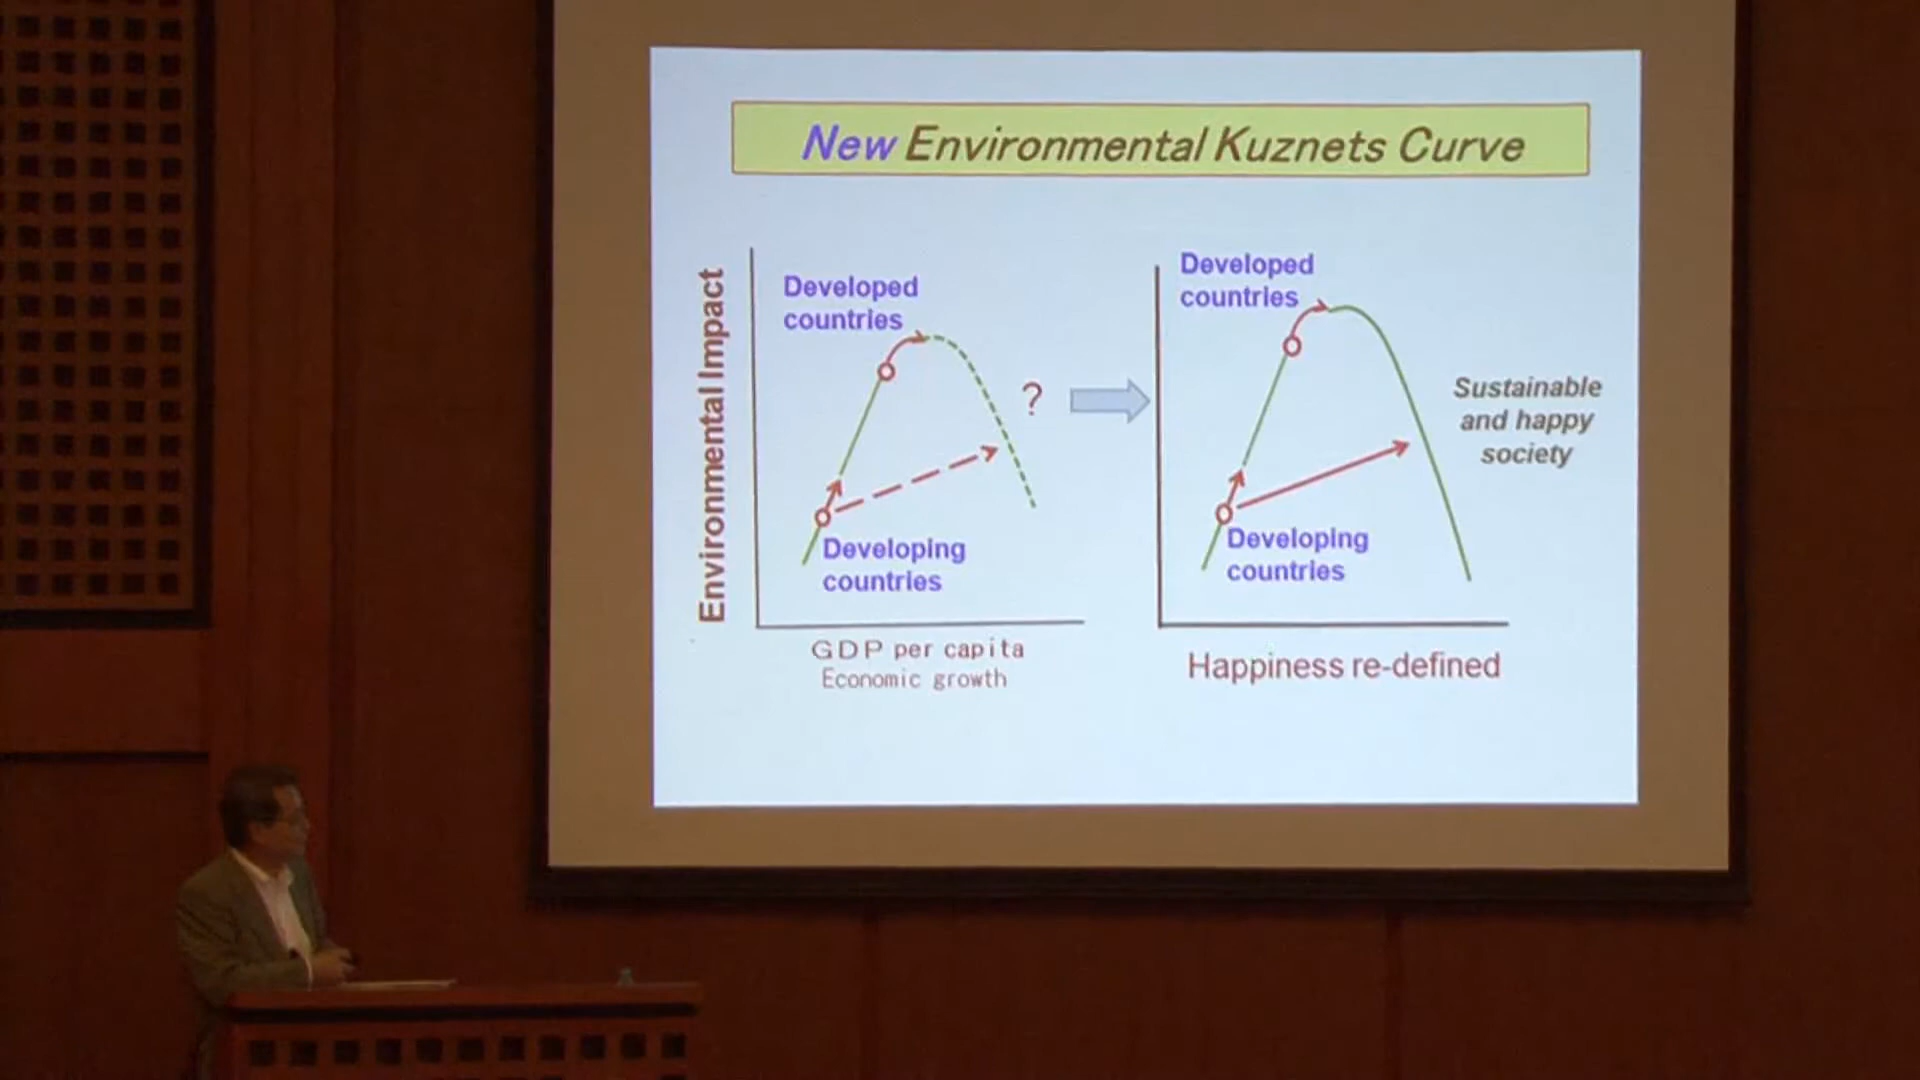 New Environmental Kuznets Curve
Environmental Impact
Developed
countries
?
Developing
countries
GDP per capita
Economic growth
Developed
countries
Sustainable
and happy
society
Developing
countries
Happiness re-defined